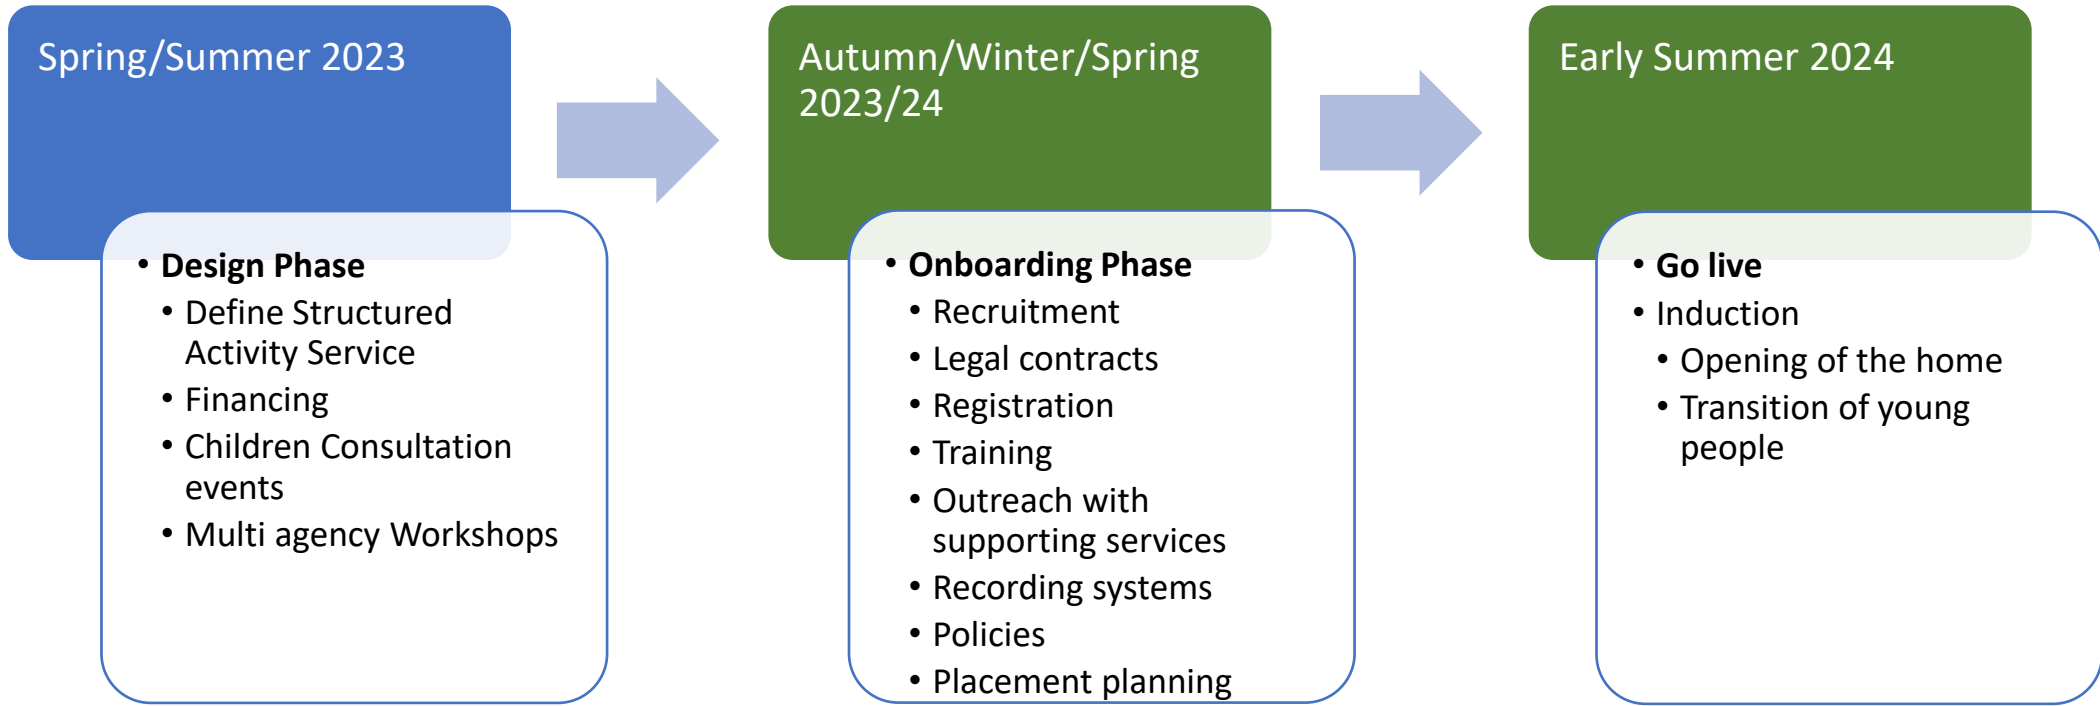 Spring/Summer 2023
• Design Phase
• Define Structured
Activity Service
• Financing
• Children Consultation
events
• Multi agency Workshops
Autumn/Winter/Spring
2023/24
• Onboarding Phase
• Recruitment
• Legal contracts
• Registration
• Training
• Outreach with
supporting services
• Recording systems
• Policies
• Placement planning
Early Summer 2024
• Go live
• Induction
• Opening of the home
• Transition of young
people